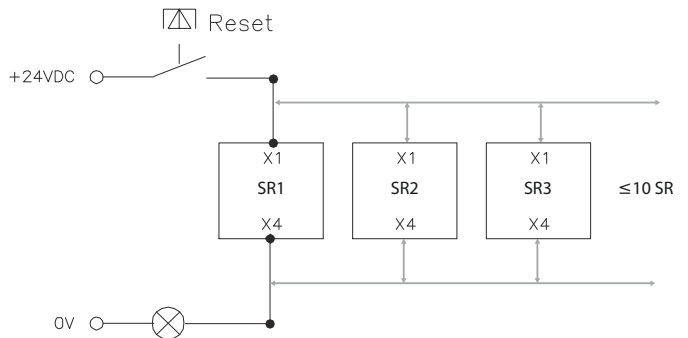 Reset
+24VDC
X1 X1 X1
SR1 SR2 SR3 ≤10 SR
X4 X4 X4
0V